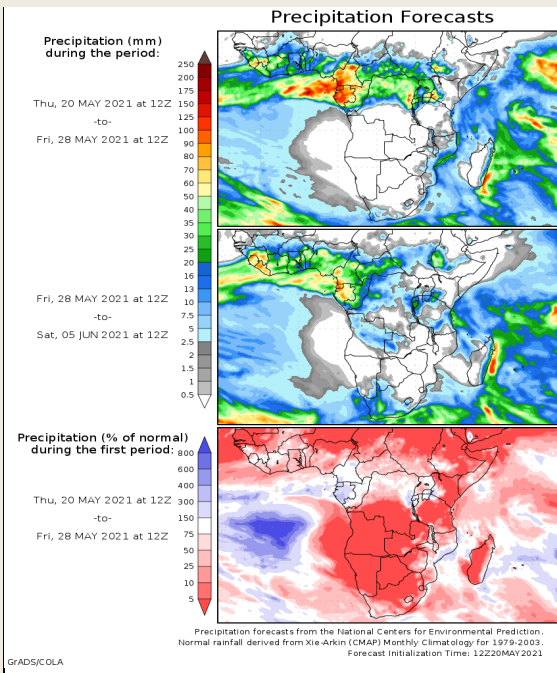 Precipitation Forecasts
Precipitation (mm)
during the period:
Thu, 20 MAY 2021 at 12Z
-to-
Fri, 28 MAY 2021 at 12Z
250
200
175
150
125
100
90
80
70
60
50
40
35
30
25
20
16
13
10
7.5
5
2.5
2
1.5
1
0.5
Fri, 28 MAY 2021 at 12Z
-to-
Sat, 05 JUN 2021 at 12Z
Precipitation (% of normal)
during the first period:
Thu, 20 MAY 2021 at 12Z
-to-
Fri, 28 MAY 2021 at 12Z
800
600
400
300
150
75
50
25
10
5
Precipitation forecasts from the National Centers for Environmental Prediction.
Normal rainfall derived from Xie-Arkin (CMAP) Monthly Climatology for 1979-2003.
Forecast Initialization Time: 12Z20MAY2021
GrADS/COLA